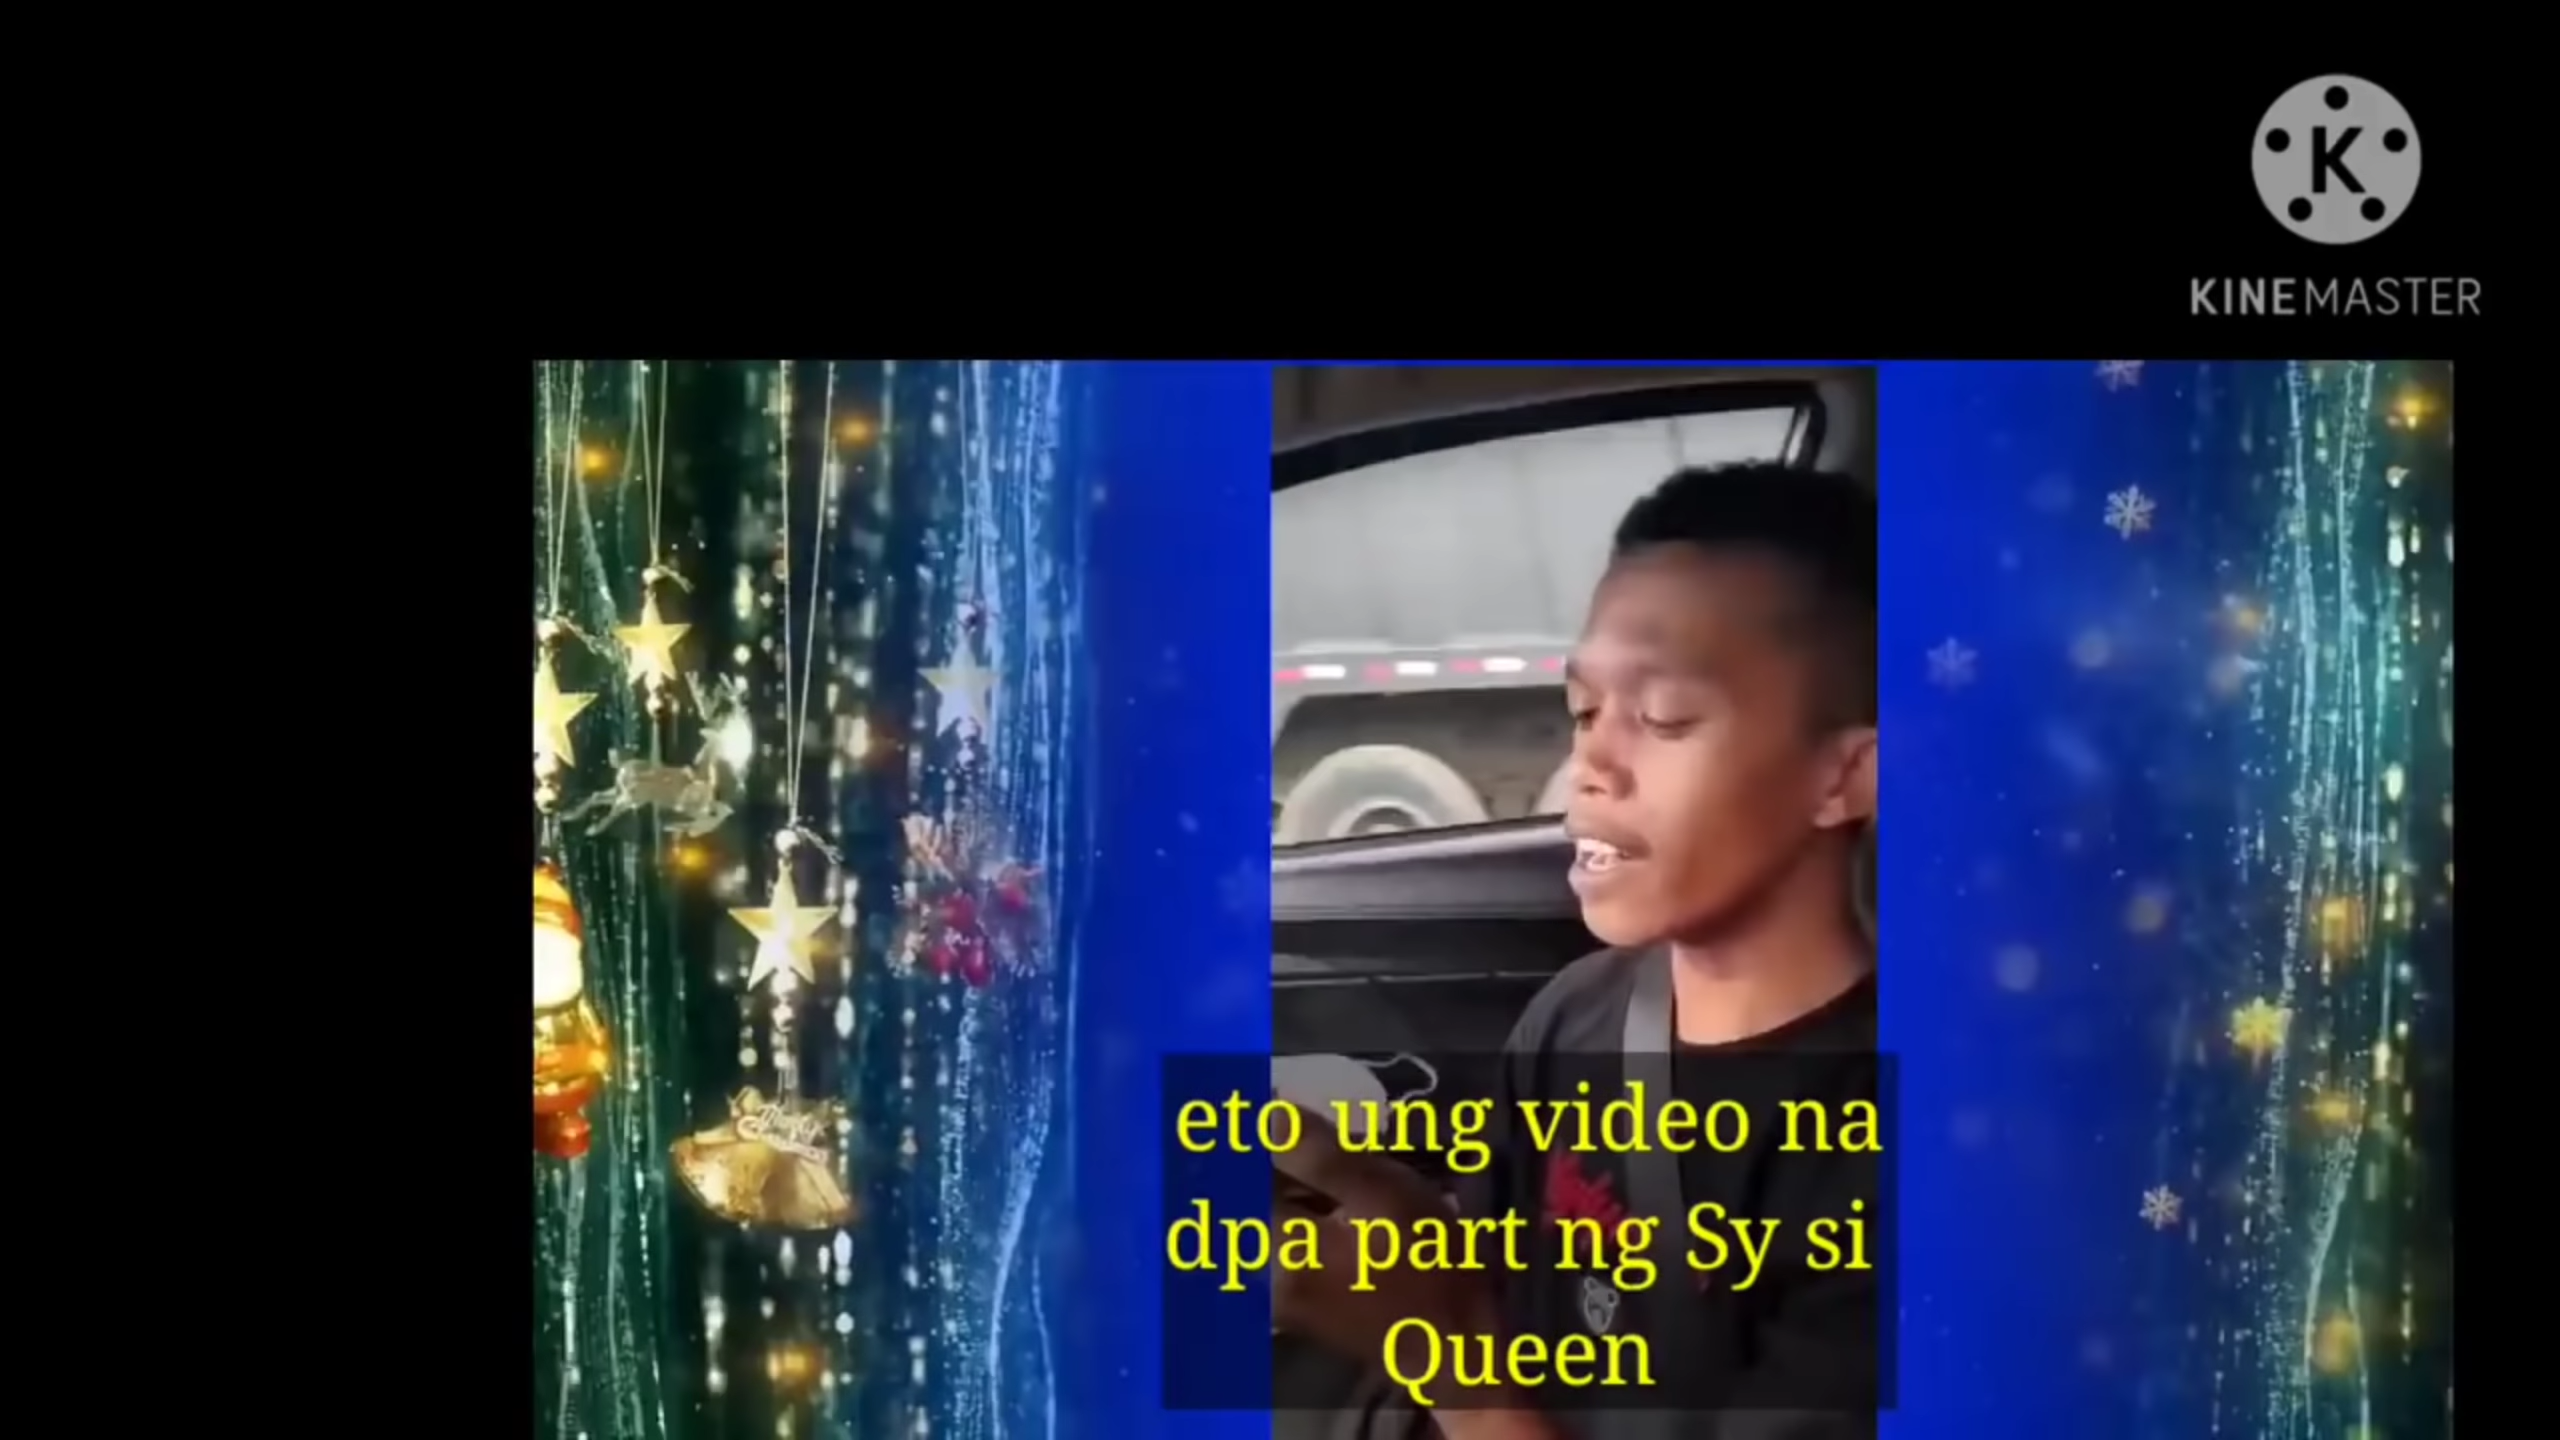 K
KINEMASTER
eto ung video na
dpa part ng Sy si
Queen